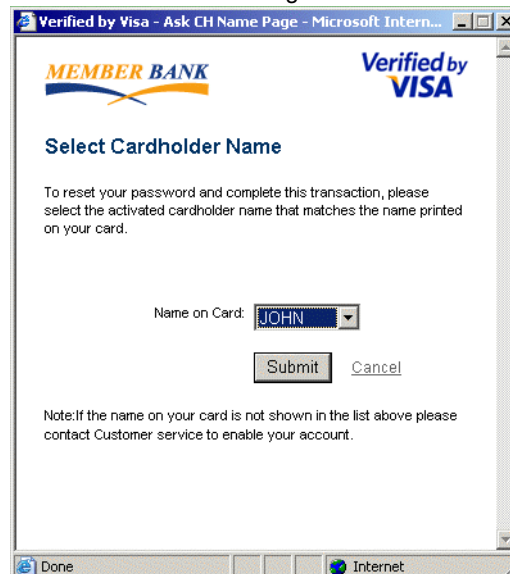 Verified by Visa - Ask CH Name Page - Microsoft Intern...
MEMBER BANK
Verified by
VISA
Select Cardholder Name
To reset your password and complete this transaction, please
select the activated cardholder name that matches the name printed
on your card.
Name on Card: JOHN
Submit Cancel
Note:If the name on your card is not shown in the list above please
contact Customer service to enable your account.
Done Internet